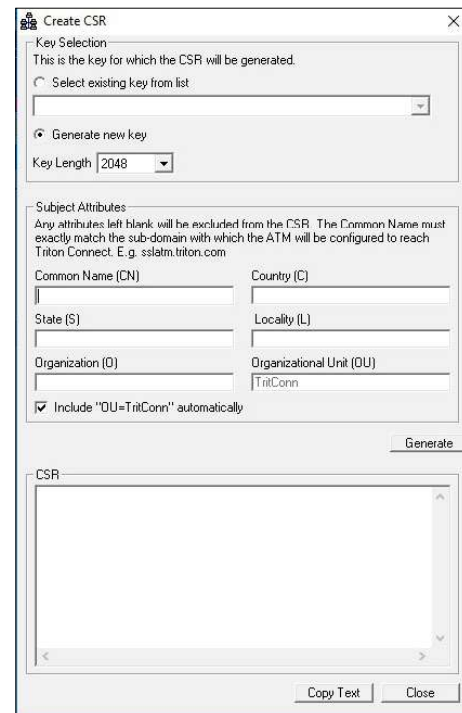 Create CSR
Key Selection
This is the key for which the CSR will be generated.
Select existing key from list
Generate new key
Key Length 2048
Subject Attributes
Any attributes left blank will be excluded from the CSR. The Common Name must
exactly match the sub-domain with which the ATM will be configured to reach
Triton Connect. E.g. sslatm.triton.com
Common Name (CN) Country (C)
State (S) Locality (L)
Organization (O) Organizational Unit (OU)
TritConn
Include "OU=TritConn" automatically
Generate
CSR
Copy Text Close